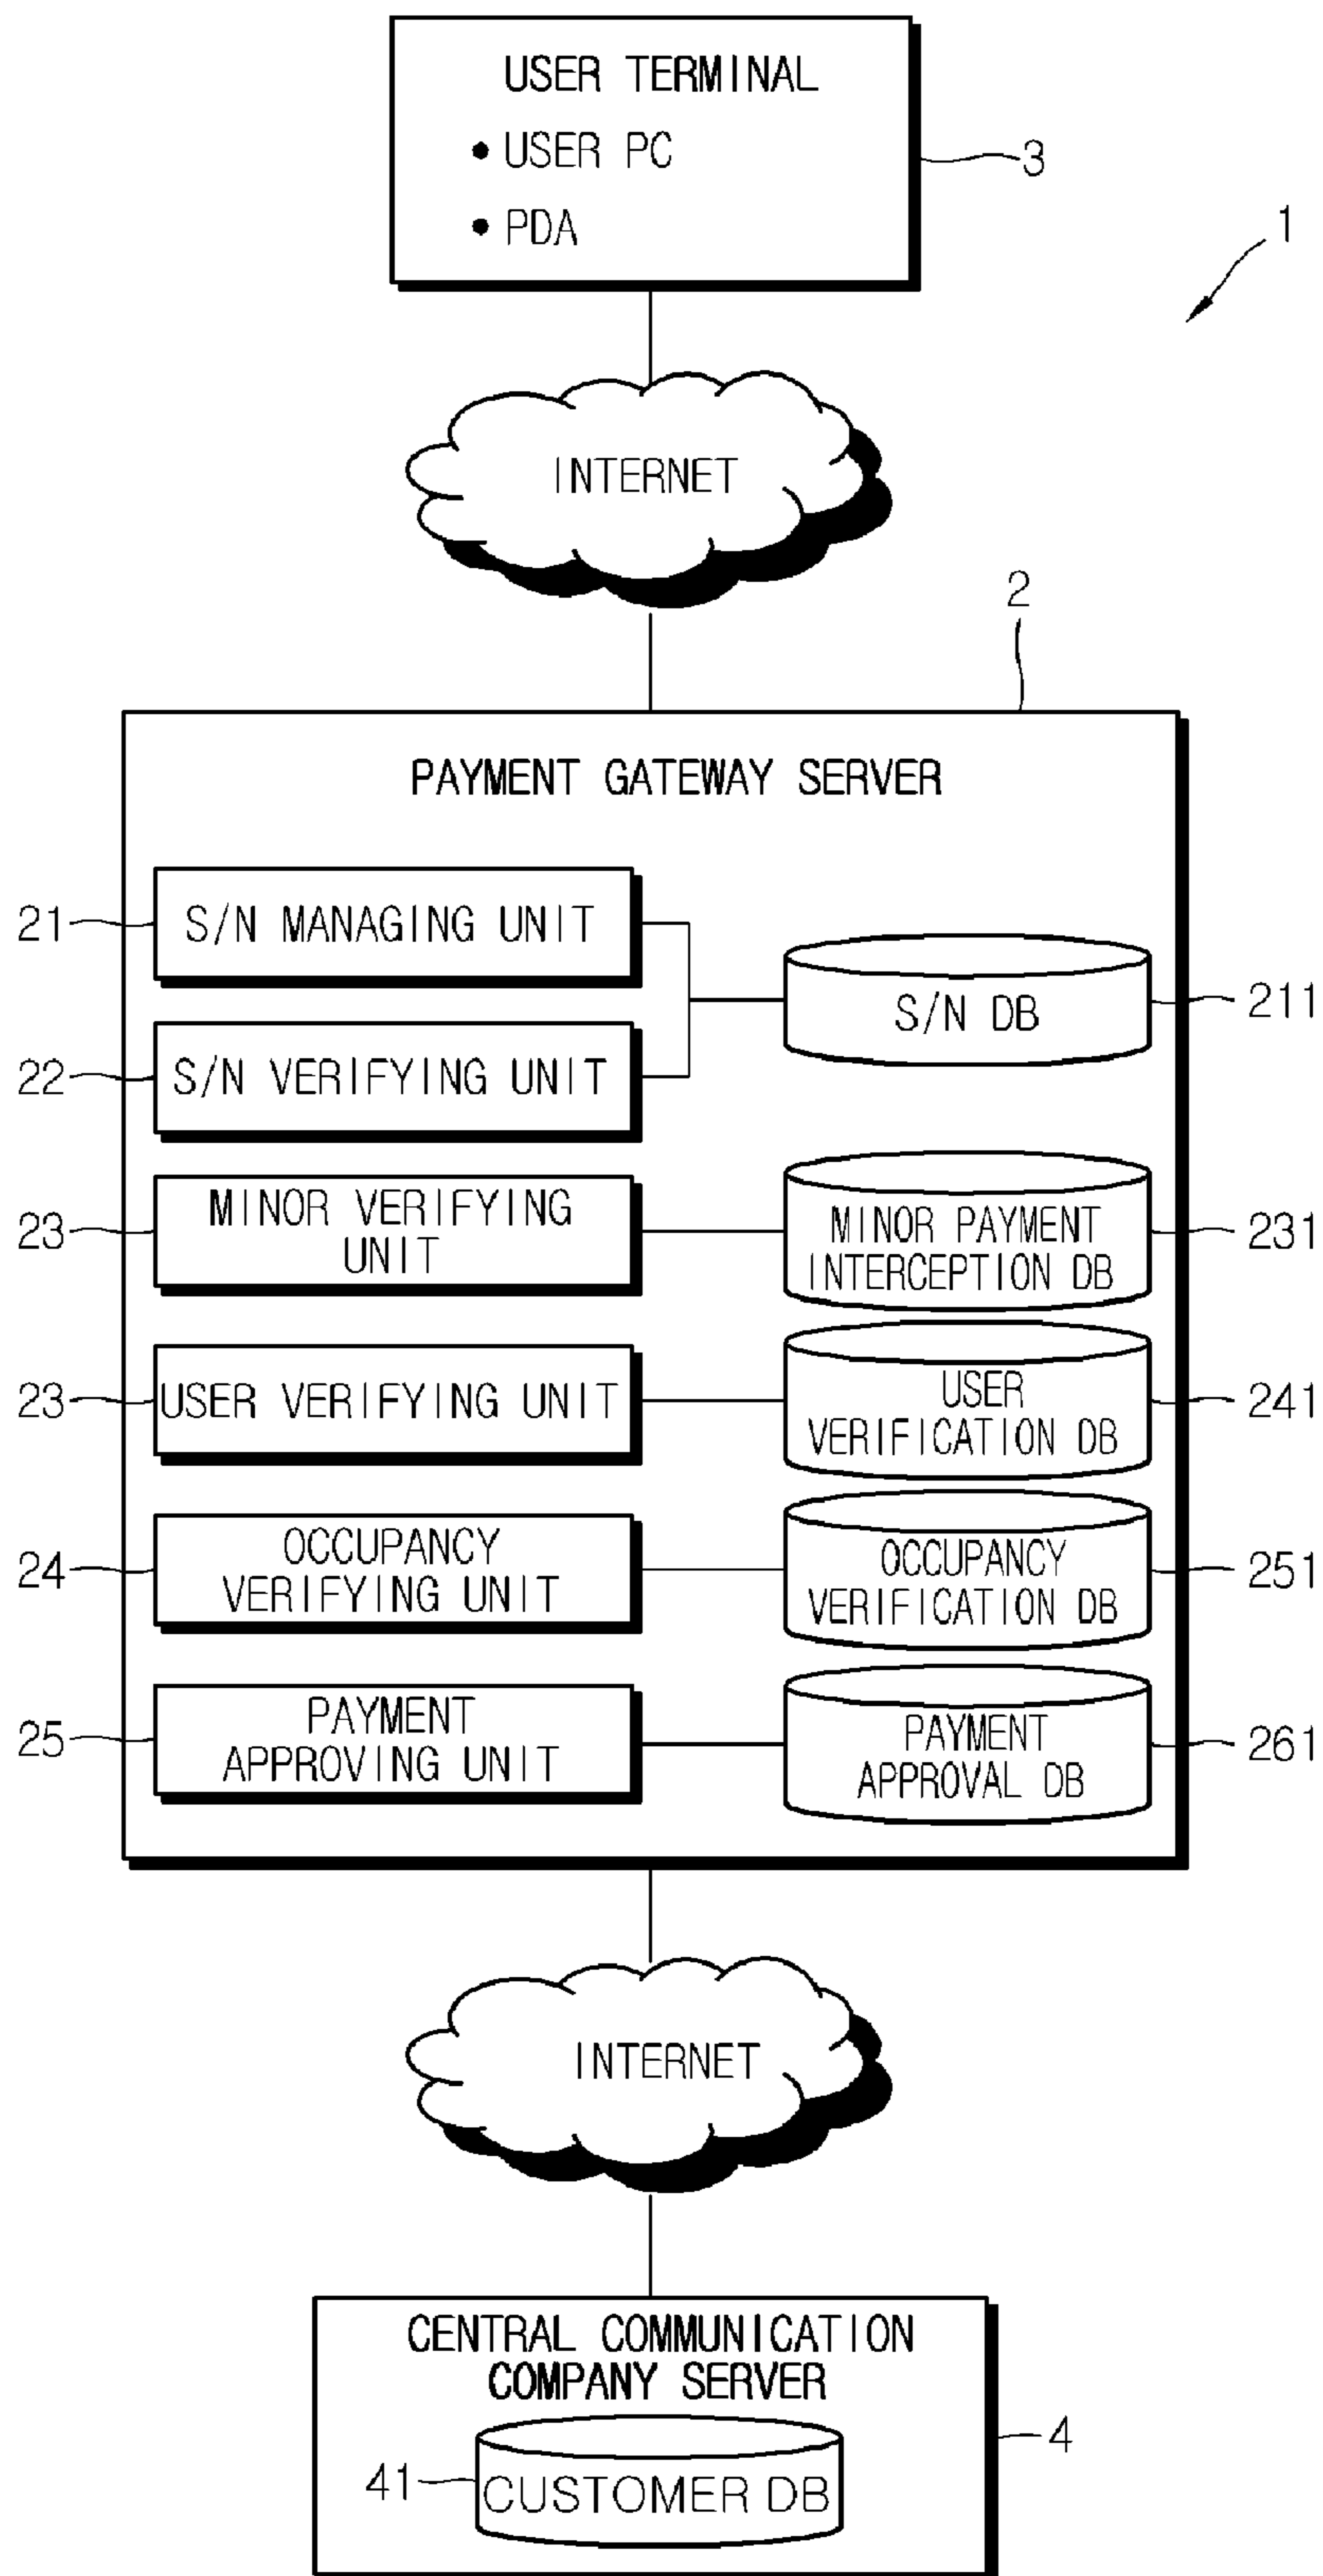 USER TERMINAL
• USER PC
• PDA
3
1
INTERNET
2
PAYMENT GATEWAY SERVER
21
S/N MANAGING UNIT
S/N DB
211
22
S/N VERIFYING UNIT
23
MINOR VERIFYING
UNIT
MINOR PAYMENT
INTERCEPTION DB
231
23
USER VERIFYING UNIT
USER
VERIFICATION DB
241
24
OCCUPANCY
VERIFYING UNIT
OCCUPANCY
VERIFICATION DB
251
25
PAYMENT
APPROVING UNIT
PAYMENT
APPROVAL DB
261
INTERNET
CENTRAL COMMUNICATION
COMPANY SERVER
4
41
CUSTOMER DB